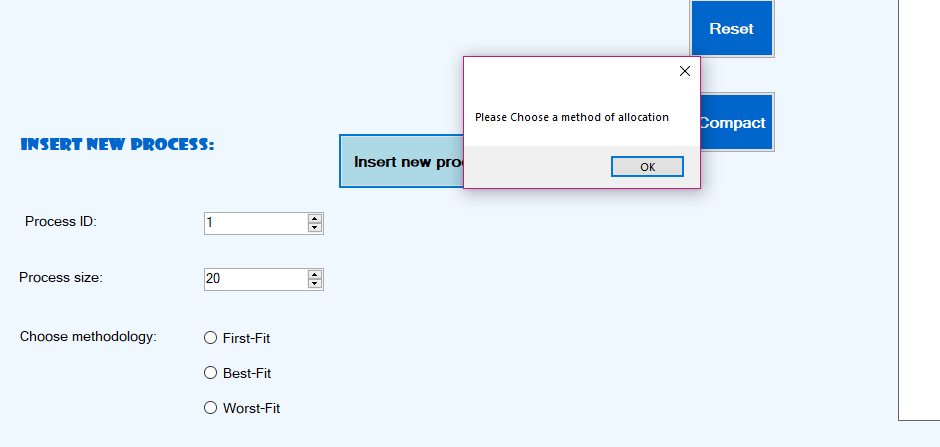 Reset
Please Choose a method of allocation
Compact
INSERT NEW PROCESS:
Insert new pro
OK
Process ID:
1
Process size:
20
Choose methodology:
First-Fit
Best-Fit
Worst-Fit